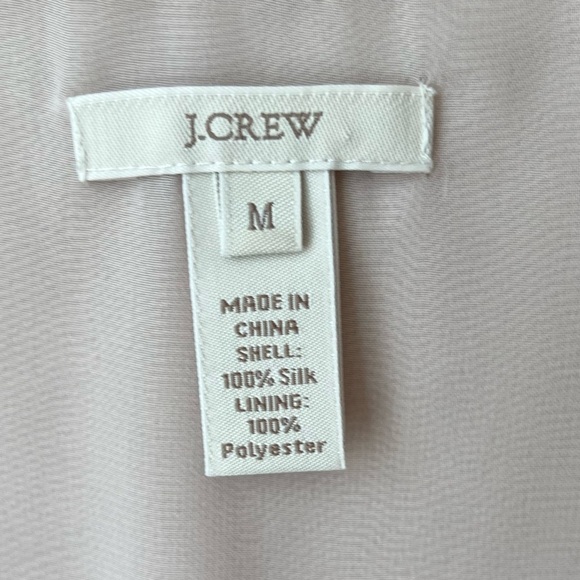 J.CREW
M
MADE IN
CHINA
SHELL:
100% Silk
LINING:
100%
Polyester